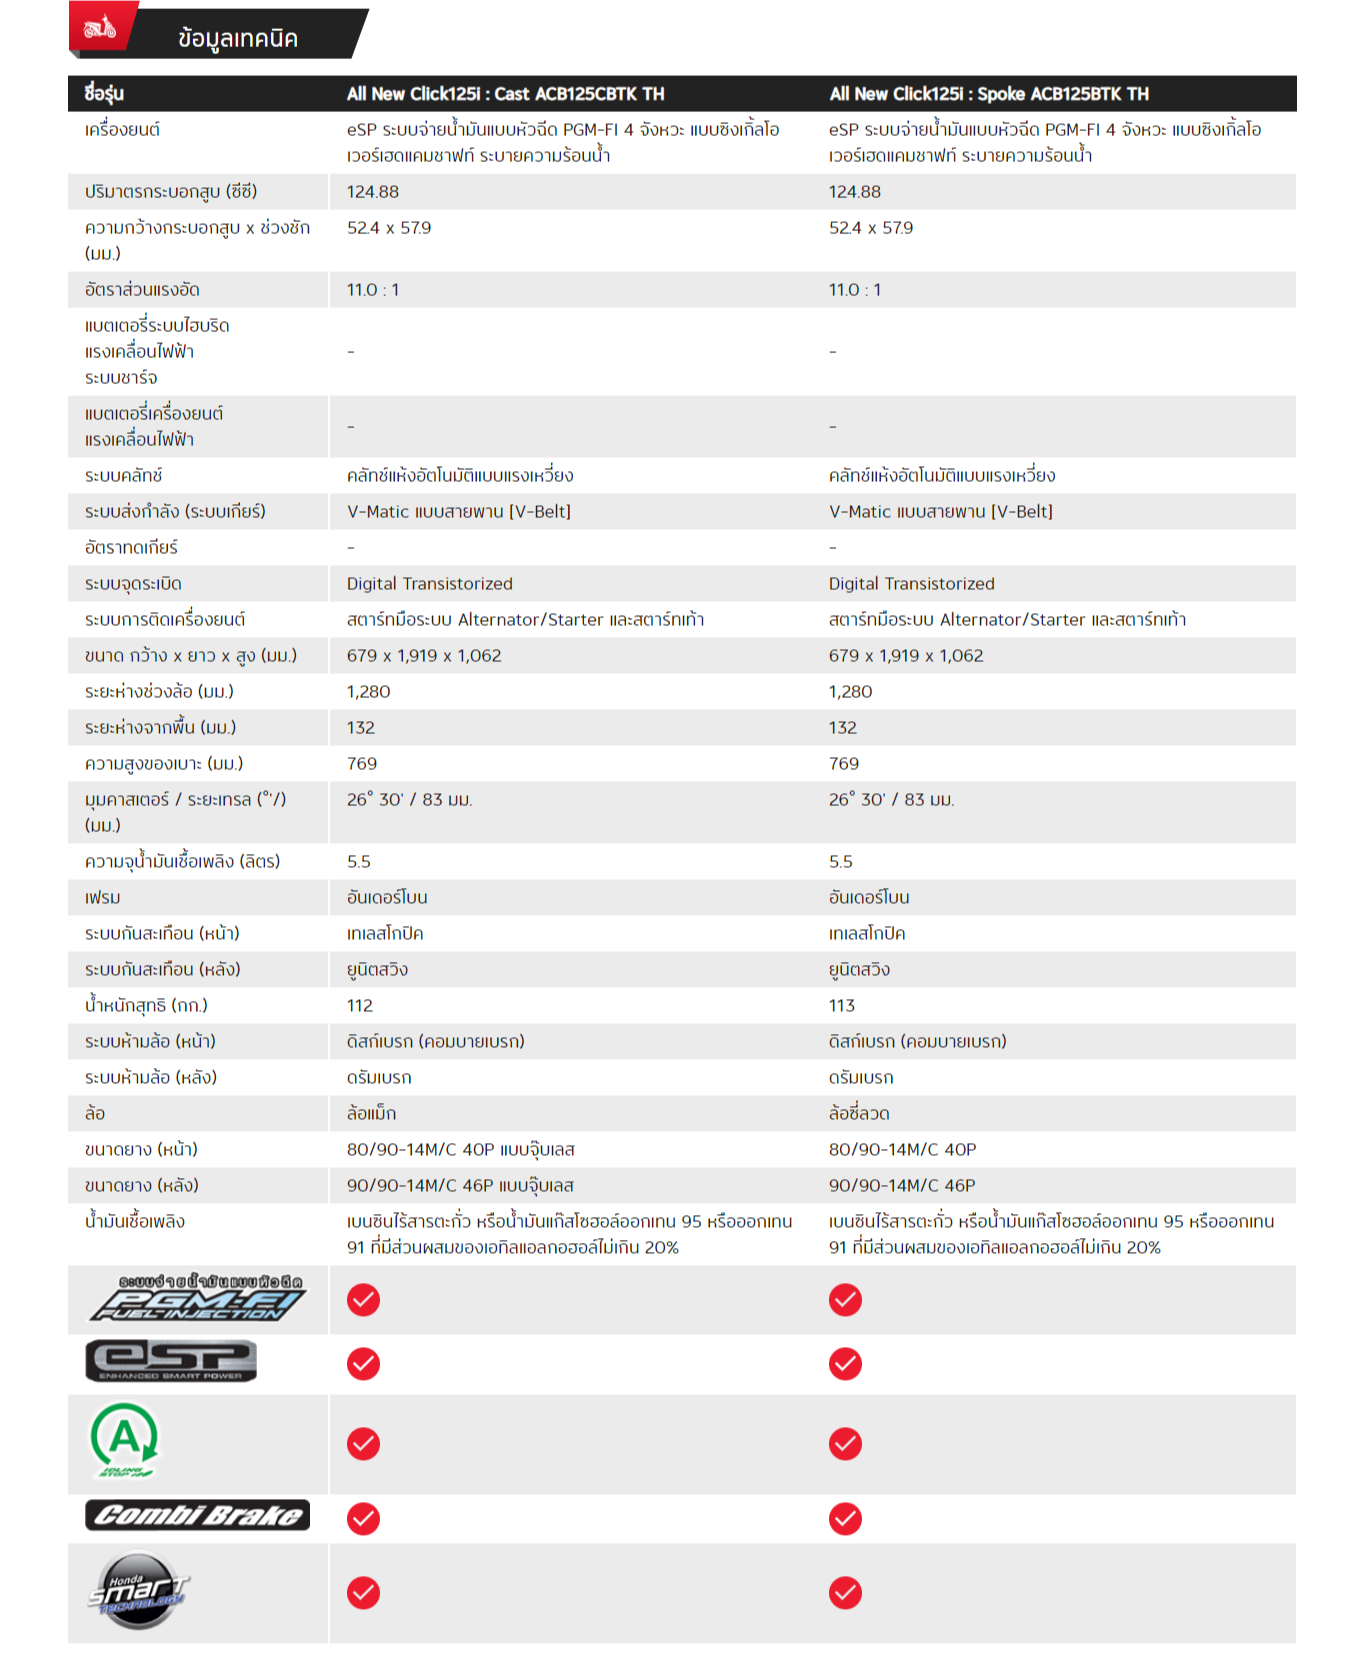 ข้อมูลเทคนิค
ชื่อรุ่น All New Click125i : Cast ACB125CBTK TH All New Click125i : Spoke ACB125BTK TH
เครื่องยนต์ eSP ระบบจ่ายน้ำมันแบบหัวฉีด PGM-FI 4 จังหวะ แบบซิงเกิ้ลโอ eSP ระบบจ่ายน้ำมันแบบหัวฉีด PGM-FI 4 จังหวะ แบบซิงเกิ้ลโอ
เวอร์เฮดแคมชาฟท์ ระบายความร้อนน้ำ เวอร์เฮดแคมชาฟท์ ระบายความร้อนน้ำ
ปริมาตรกระบอกสูบ (ซีซี) 124.88 124.88
ความกว้างกระบอกสูบ x ช่วงชัก 52.4 x 57.9 52.4 x 57.9
(มม.)
อัตราส่วนแรงอัด 11.0 : 1 11.0 : 1
แบตเตอรี่ระบบไฮบริด
แรงเคลื่อนไฟฟ้า - -
ระบบชาร์จ
แบตเตอรี่เครื่องยนต์
แรงเคลื่อนไฟฟ้า - -
ระบบคลัทช์ คลัทช์แห้งอัตโนมัติแบบแรงเหวี่ยง คลัทช์แห้งอัตโนมัติแบบแรงเหวี่ยง
ระบบส่งกำลัง (ระบบเกียร์) V-Matic แบบสายพาน [V-Belt] V-Matic แบบสายพาน [V-Belt]
อัตราทดเกียร์ - -
ระบบจุดระเบิด Digital Transistorized Digital Transistorized
ระบบการติดเครื่องยนต์ สตาร์ทมือระบบ Alternator/Starter และสตาร์ทเท้า สตาร์ทมือระบบ Alternator/Starter และสตาร์ทเท้า
ขนาด กว้าง x ยาว x สูง (มม.) 679 x 1,919 x 1,062 679 x 1,919 x 1,062
ระยะห่างช่วงล้อ (มม.) 1,280 1,280
ระยะห่างจากพื้น (มม.) 132 132
ความสูงของเบาะ (มม.) 769 769
มุมคาสเตอร์ / ระยะเทรล (°'/) 26° 30' / 83 มม. 26° 30' / 83 มม.
(มม.)
ความจุน้ำมันเชื้อเพลิง (ลิตร) 5.5 5.5
เฟรม อันเดอร์โบน อันเดอร์โบน
ระบบกันสะเทือน (หน้า) เทเลสโกปิค เทเลสโกปิค
ระบบกันสะเทือน (หลัง) ยูนิตสวิง ยูนิตสวิง
น้ำหนักสุทธิ (กก.) 112 113
ระบบห้ามล้อ (หน้า) ดิสก์เบรก (คอมบายเบรก) ดิสก์เบรก (คอมบายเบรก)
ระบบห้ามล้อ (หลัง) ดรัมเบรก ดรัมเบรก
ล้อ ล้อแม็ก ล้อซี่ลวด
ขนาดยาง (หน้า) 80/90-14M/C 40P แบบจุ๊บเลส 80/90-14M/C 40P
ขนาดยาง (หลัง) 90/90-14M/C 46P แบบจุ๊บเลส 90/90-14M/C 46P
น้ำมันเชื้อเพลิง เบนซินไร้สารตะกั่ว หรือน้ำมันแก๊สโซฮอล์ออกเทน 95 หรือออกเทน เบนซินไร้สารตะกั่ว หรือน้ำมันแก๊สโซฮอล์ออกเทน 95 หรือออกเทน
91 ที่มีส่วนผสมของเอทิลแอลกอฮอล์ไม่เกิน 20% 91 ที่มีส่วนผสมของเอทิลแอลกอฮอล์ไม่เกิน 20%
ระบบจ่ายน้ำมันแบบหัวฉีด
PGM-FI
FUEL INJECTION
eSP
ENHANCED SMART POWER
A
IDLING
STOP
Combi Brake
Honda
smart
TECHNOLOGY